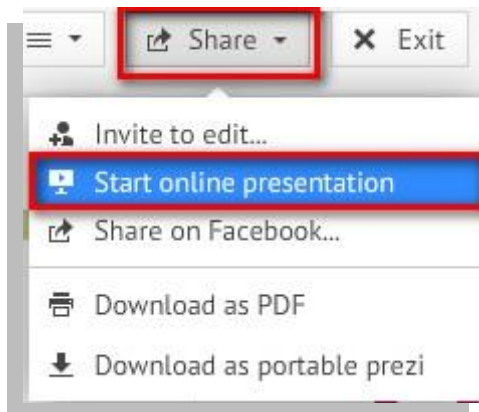 Share
Exit
Invite to edit...
Start online presentation
Share on Facebook...
Download as PDF
Download as portable prezi